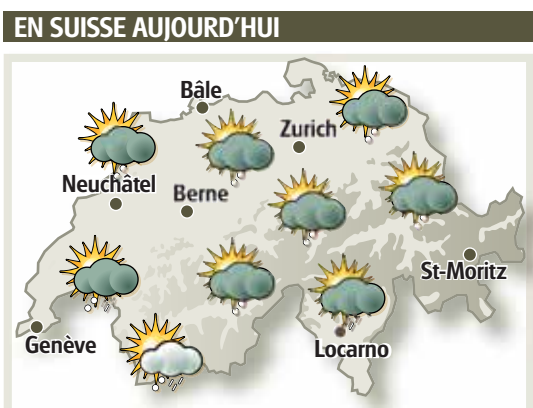 EN SUISSE AUJOURD'HUI
Bâle
Zurich
Neuchâtel
Berne
St-Moritz
Genève
Locarno